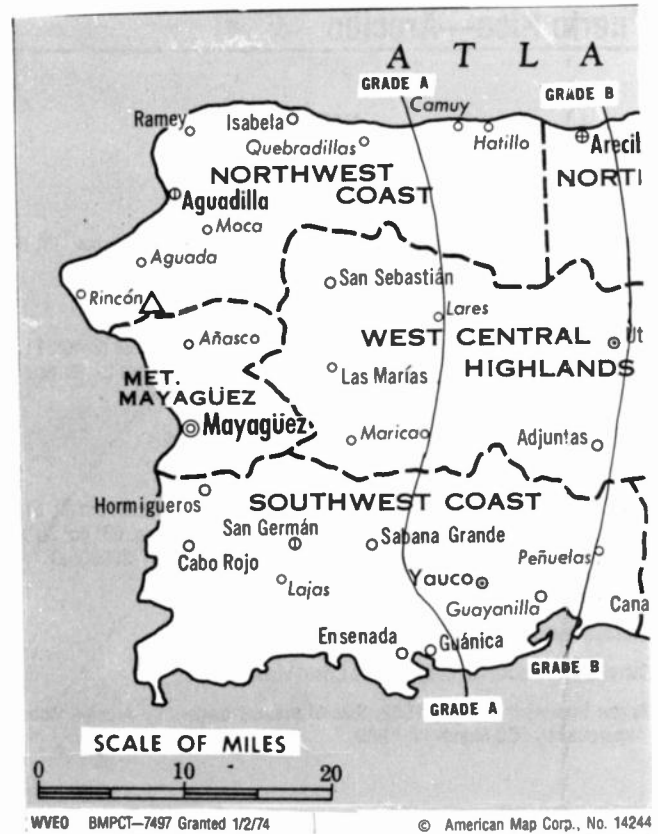 A T L A
GRADE A
GRADE B
Camuy
Ramey
Isabela
Quebradillas
Hatillo
Arecil
NORTHWEST
COAST
NORTI
Aguadilla
Moca
Aguada
San Sebastián
Rincón
Lares
Añasco
WEST CENTRAL
HIGHLANDS
Ut
MET.
MAYAGÜEZ
Las Marías
Mayagüez
Maricao
Adjuntas
Hormigueros
SOUTHWEST COAST
San Germán
Sabana Grande
Cabo Rojo
Peñuelas
Lajas
Yauco
Guayanilla
Cana
Ensenada
Guánica
GRADE B
GRADE A
SCALE OF MILES
0 10 20
WVEO BMPCT—7497 Granted 1/2/74
© American Map Corp., No. 14244